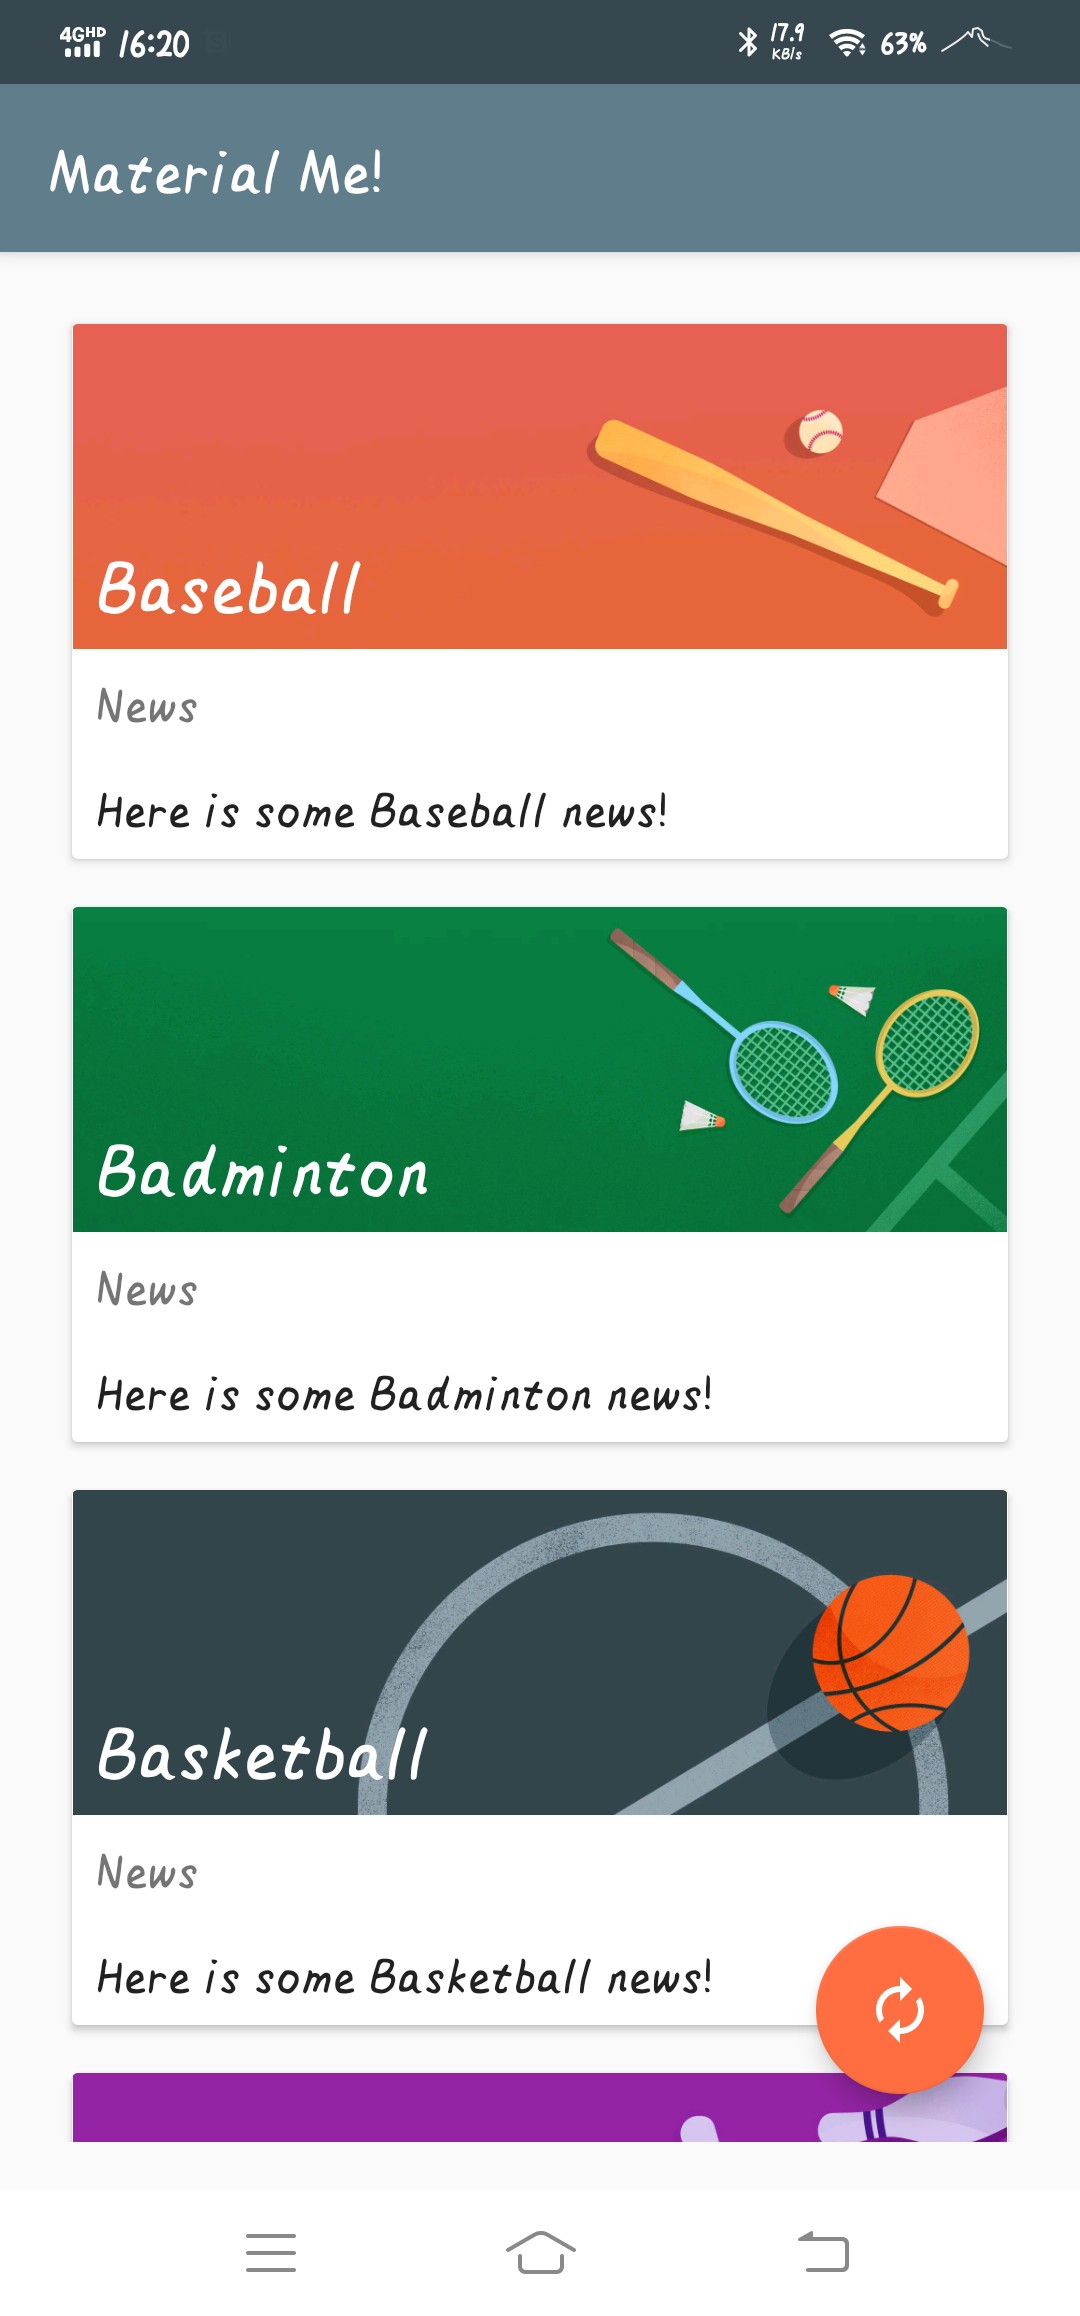 4G HD 16:20 17.9 KB/s 63%
Material Me!
Baseball
News
Here is some Baseball news!
Badminton
News
Here is some Badminton news!
Basketball
News
Here is some Basketball news!